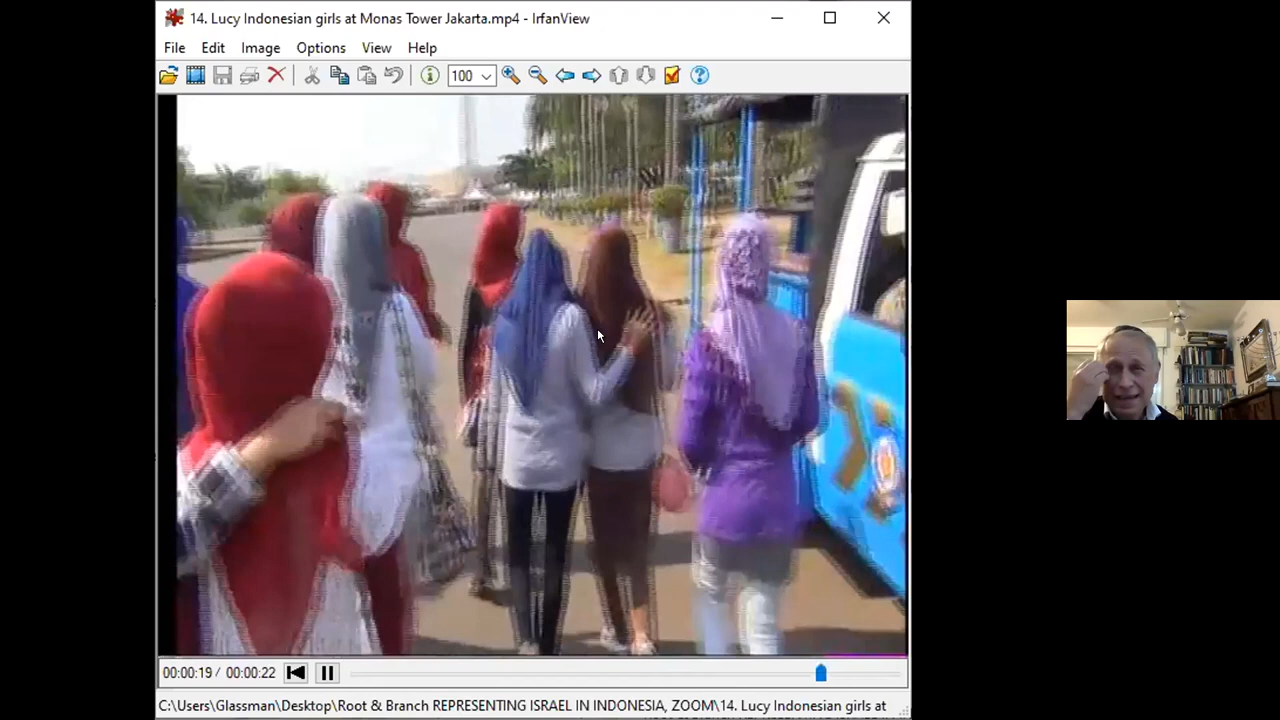 14. Lucy Indonesian girls at Monas Tower Jakarta.mp4 - IrfanView
File Edit Image Options View Help
100
00:00:19 / 00:00:22
C:\Users\Glassman\Desktop\Root & Branch REPRESENTING ISRAEL IN INDONESIA, ZOOM\14. Lucy Indonesian girls at